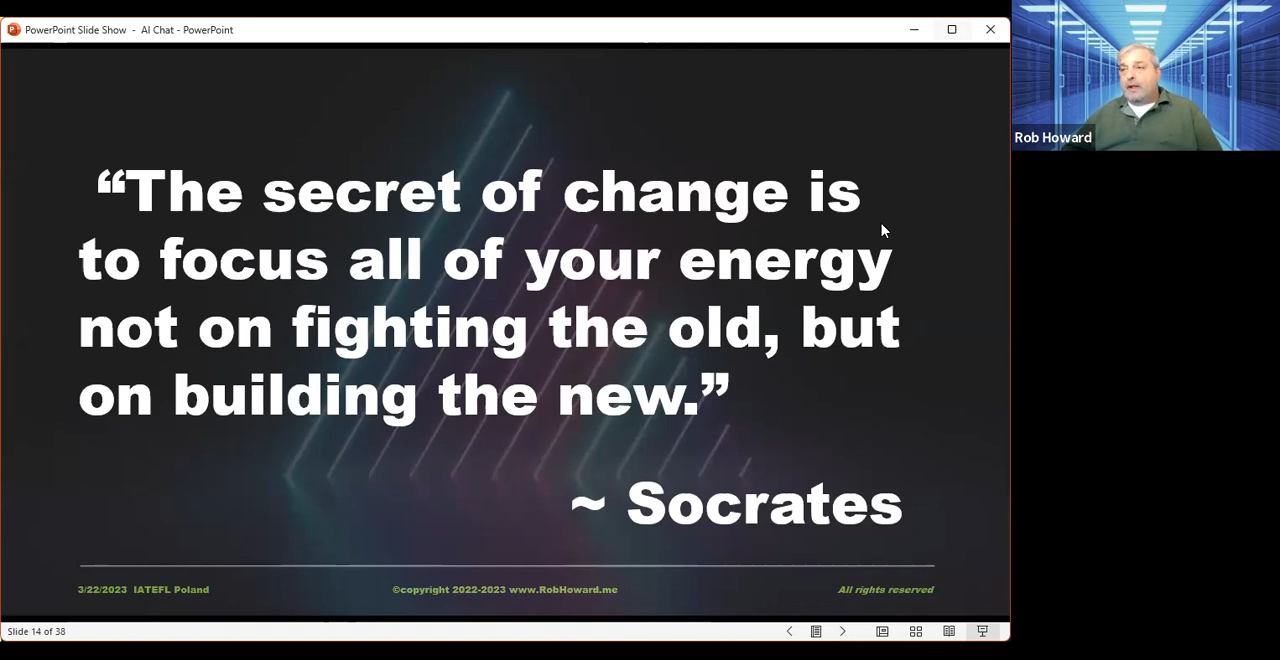 PowerPoint Slide Show - AI Chat - PowerPoint
“The secret of change is
to focus all of your energy
not on fighting the old, but
on building the new.”
~ Socrates
3/22/2023 IATEFL Poland ©copyright 2022-2023 www.RobHoward.me All rights reserved
Slide 14 of 38
Rob Howard